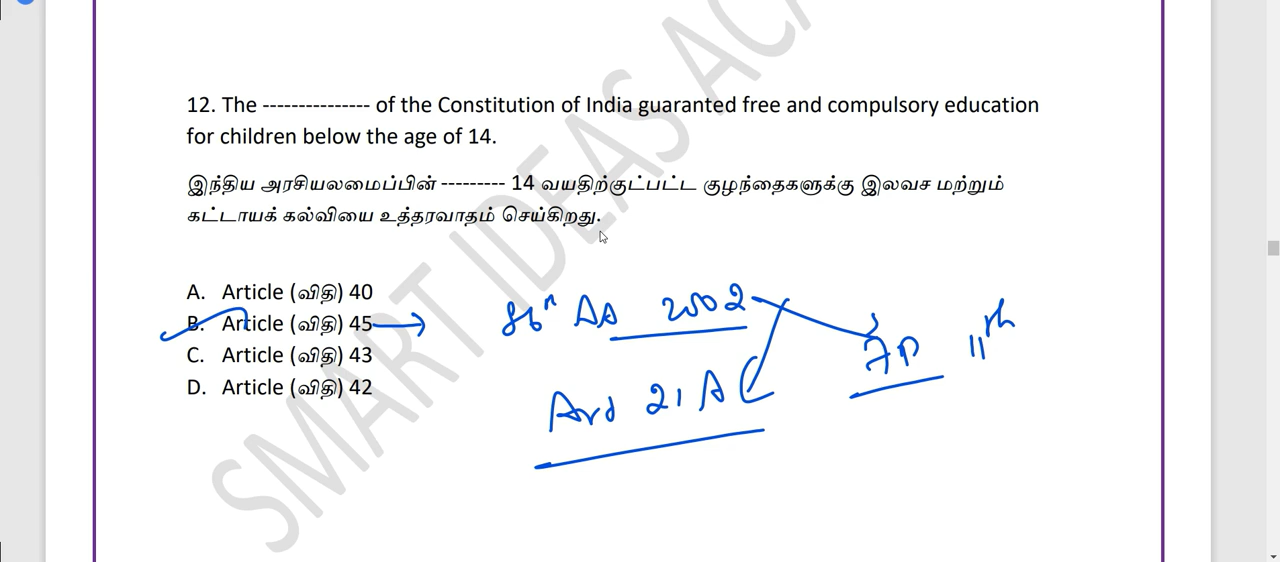 12. The --------------- of the Constitution of India guaranted free and compulsory education
for children below the age of 14.
இந்திய அரசியலமைப்பின் --------- 14 வயதிற்குட்பட்ட குழந்தைகளுக்கு இலவச மற்றும்
கட்டாயக் கல்வியை உத்தரவாதம் செய்கிறது.
A. Article (விதி) 40
B. Article (விதி) 45
86th AA 2002
C. Article (விதி) 43
FD 11th
D. Article (விதி) 42
Art 21 A
SMART IDEAS ACA